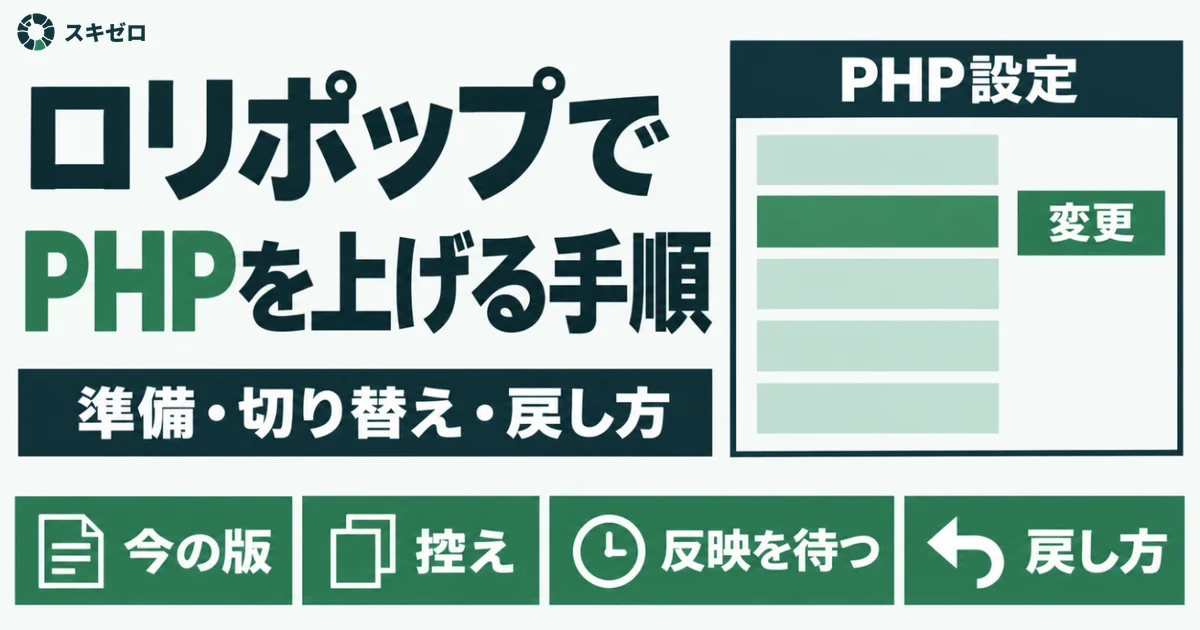 スキゼロ
ロリポップで
PHPを上げる手順
準備・切り替え・戻し方
PHP設定
変更
今の版
控え
反映を待つ
戻し方